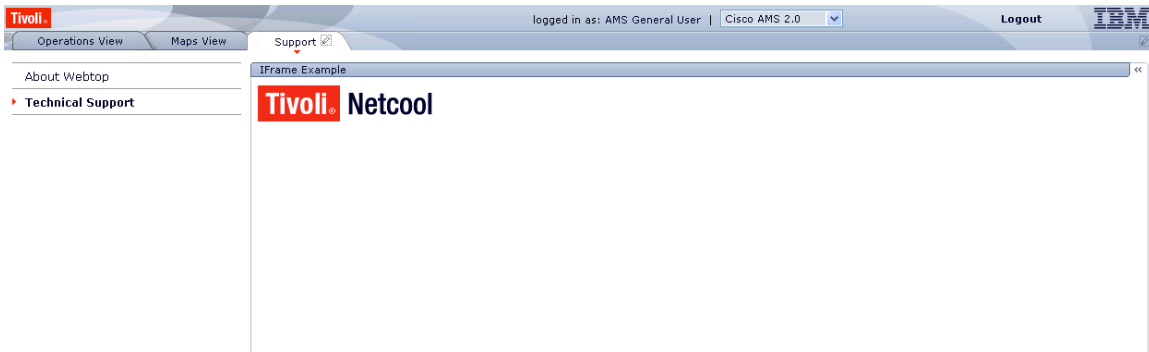 Tivoli® logged in as: AMS General User | Cisco AMS 2.0 Logout IBM
Operations View Maps View Support
About Webtop
Technical Support
IFrame Example «
Tivoli® Netcool